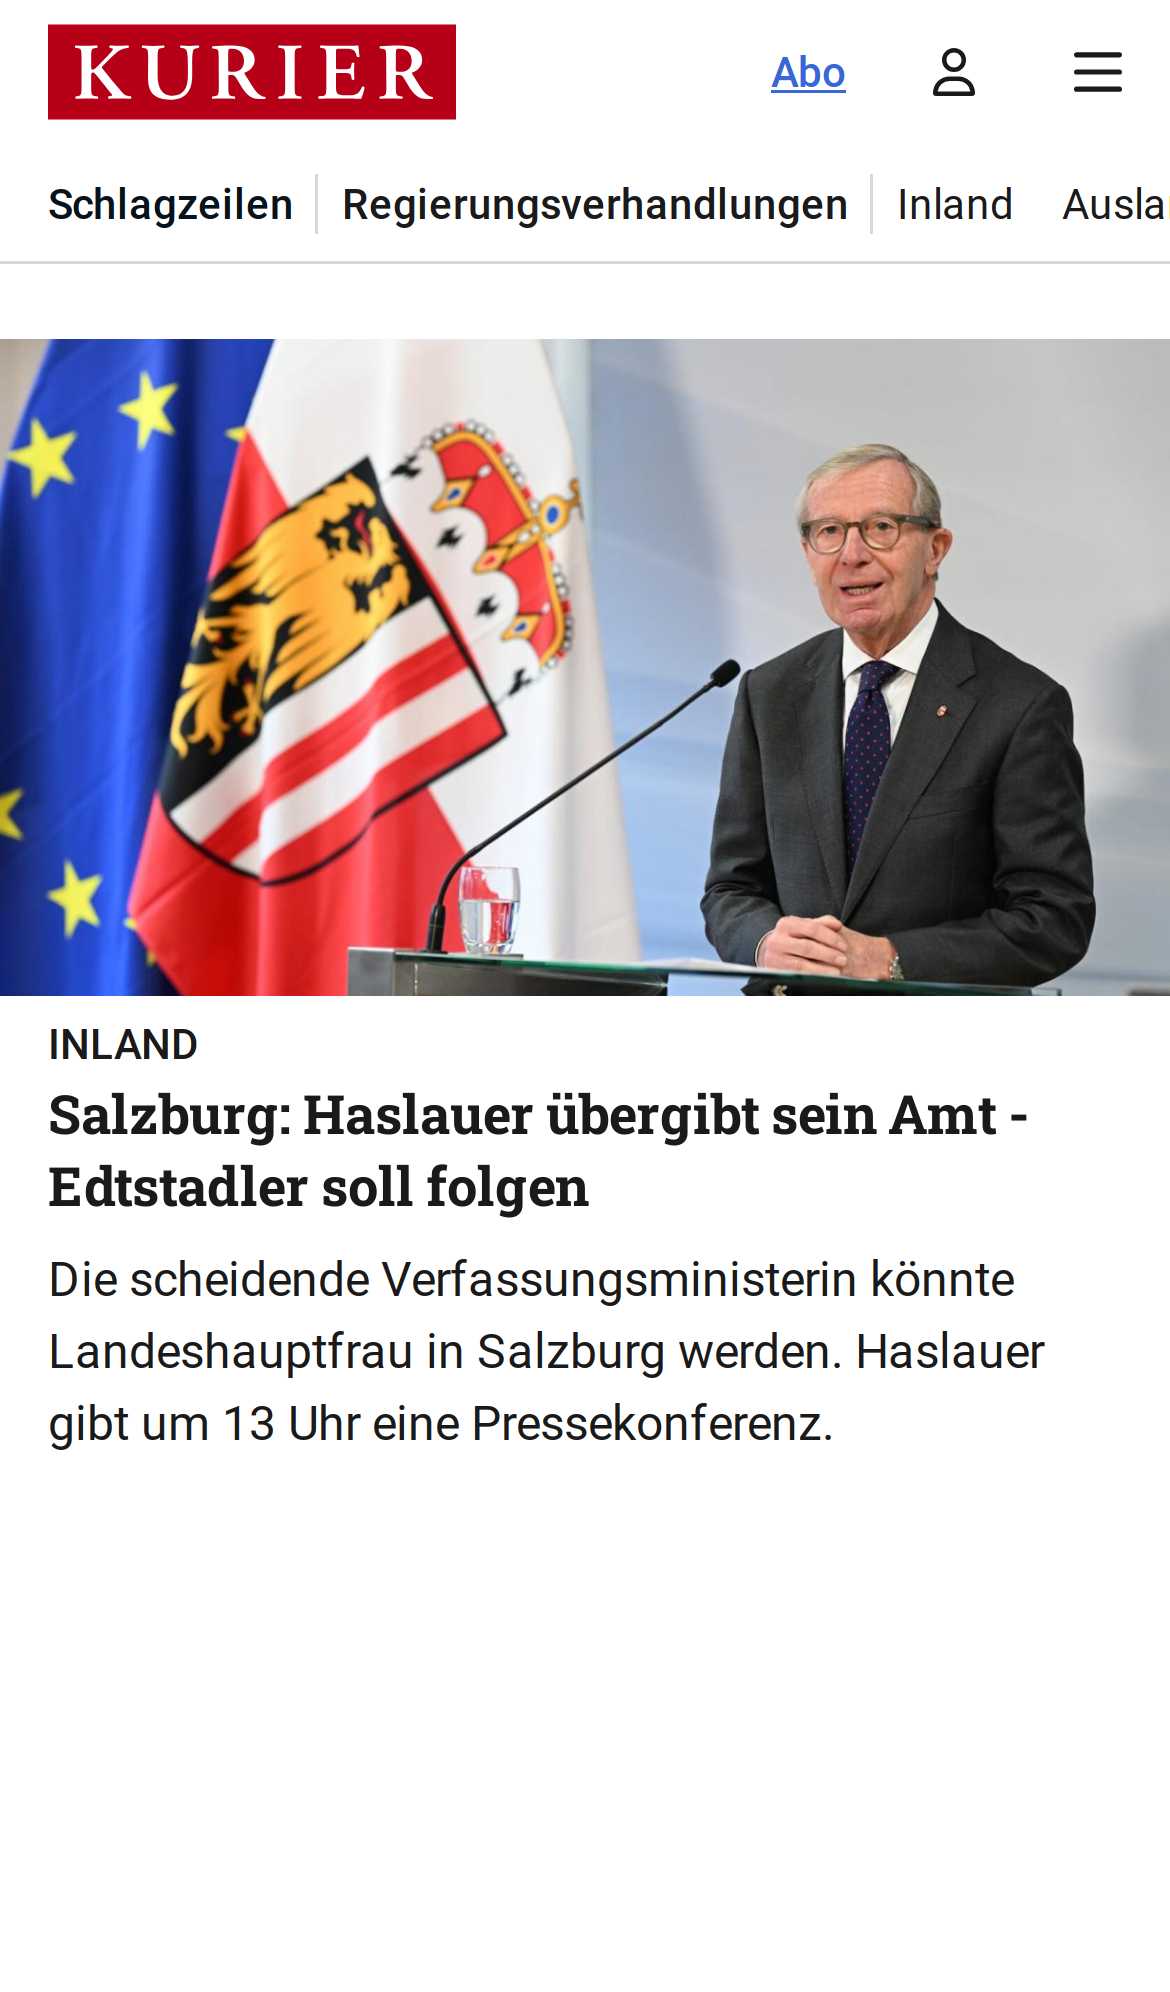 KURIER
Abo
Schlagzeilen
Regierungsverhandlungen
Inland
Ausla
INLAND
Salzburg: Haslauer übergibt sein Amt -
Edtstadler soll folgen
Die scheidende Verfassungsministerin könnte
Landeshauptfrau in Salzburg werden. Haslauer
gibt um 13 Uhr eine Pressekonferenz.